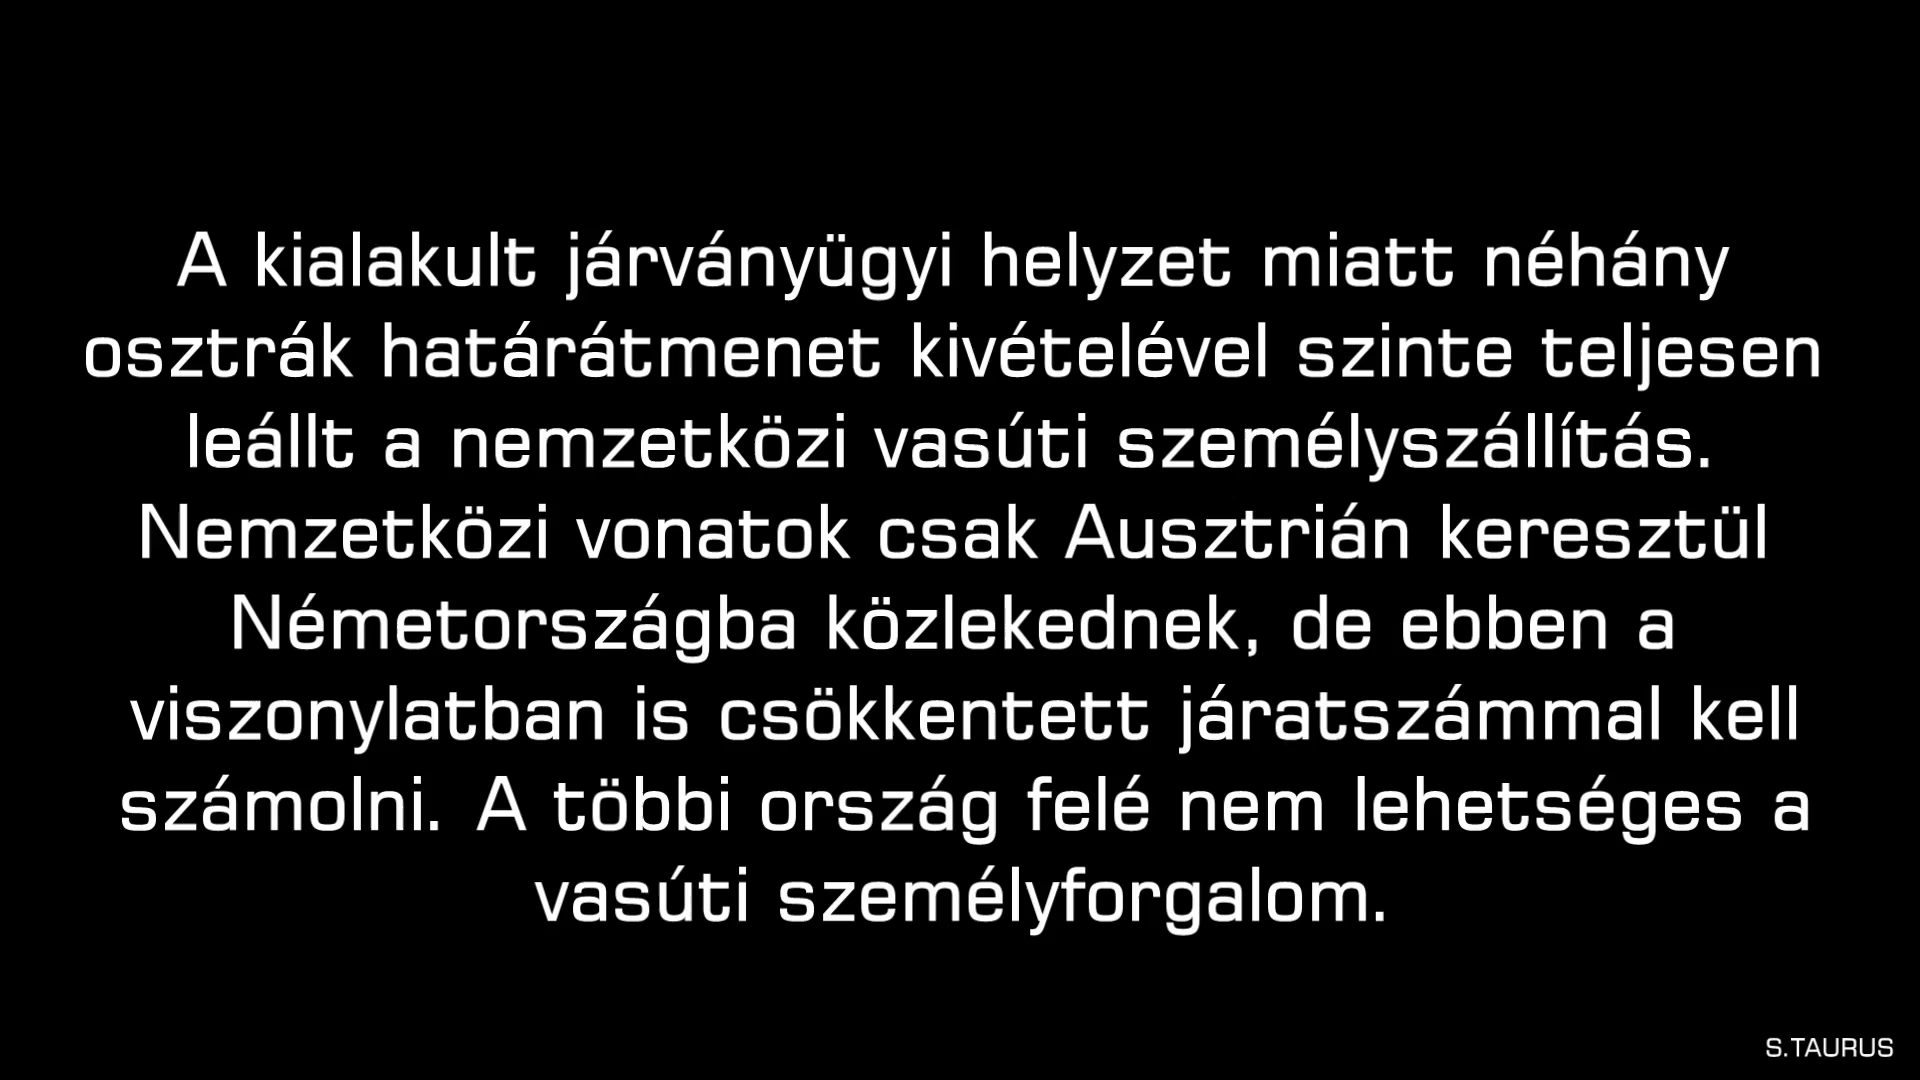 A kialakult járványügyi helyzet miatt néhány
osztrák határátmenet kivételével szinte teljesen
leállt a nemzetközi vasúti személyszállítás.
Nemzetközi vonatok csak Ausztrián keresztül
Németországba közlekednek, de ebben a
viszonylatban is csökkentett járatszámmal kell
számolni. A többi ország felé nem lehetséges a
vasúti személyforgalom.
S.TAURUS